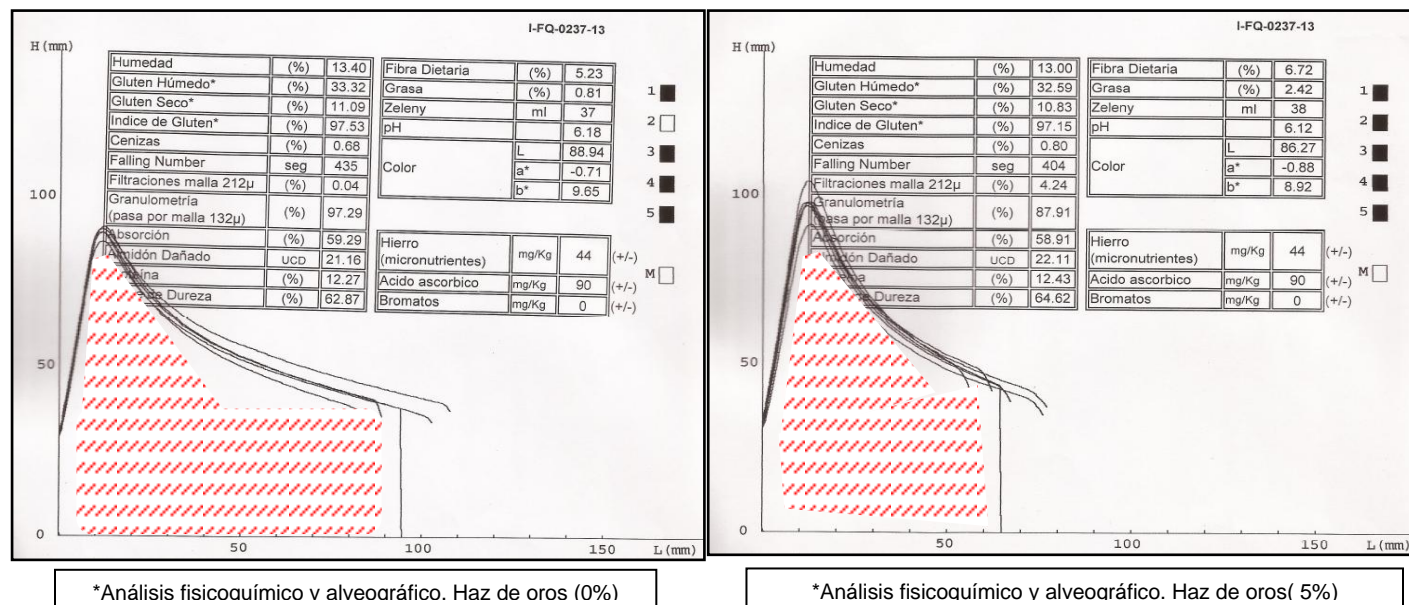 I-FQ-0237-13
H (mm)
Humedad (%) 13.40
Gluten Húmedo* (%) 33.32
Gluten Seco* (%) 11.09
Indice de Gluten* (%) 97.53
Cenizas (%) 0.68
Falling Number seg 435
Filtraciones malla 212µ (%) 0.04
Granulometría
(pasa por malla 132µ) (%) 97.29
Absorción (%) 59.29
Dañado UCD 21.16
(%) 12.27
de Dureza (%) 62.87
Fibra Dietaria (%) 5.23
Grasa (%) 0.81
Zeleny ml 37
pH 6.18
Color L 88.94
a* -0.71
b* 9.65
Hierro
(micronutrientes) mg/Kg 44 (+/-)
Acido ascorbico mg/Kg 90 (+/-)
Bromatos mg/Kg 0 (+/-)
1
2
3
4
5
M
100
50
0
50 100 150 L (mm)
*Análisis fisicoquímico y alveográfico. Haz de oros (0%)
I-FQ-0237-13
H (mm)
Humedad (%) 13.00
Gluten Húmedo* (%) 32.59
Gluten Seco* (%) 10.83
Indice de Gluten* (%) 97.15
Cenizas (%) 0.80
Falling Number seg 404
Filtraciones malla 212µ (%) 4.24
Granulometría
(pasa por malla 132µ) (%) 87.91
Absorción (%) 58.91
Dañado UCD 22.11
(%) 12.43
Dureza (%) 64.62
Fibra Dietaria (%) 6.72
Grasa (%) 2.42
Zeleny ml 38
pH 6.12
Color L 86.27
a* -0.88
b* 8.92
Hierro
(micronutrientes) mg/Kg 44 (+/-)
Acido ascorbico mg/Kg 90 (+/-)
Bromatos mg/Kg 0 (+/-)
1
2
3
4
5
M
100
50
0
50 100 150 L (mm)
*Análisis fisicoquímico y alveográfico. Haz de oros( 5%)